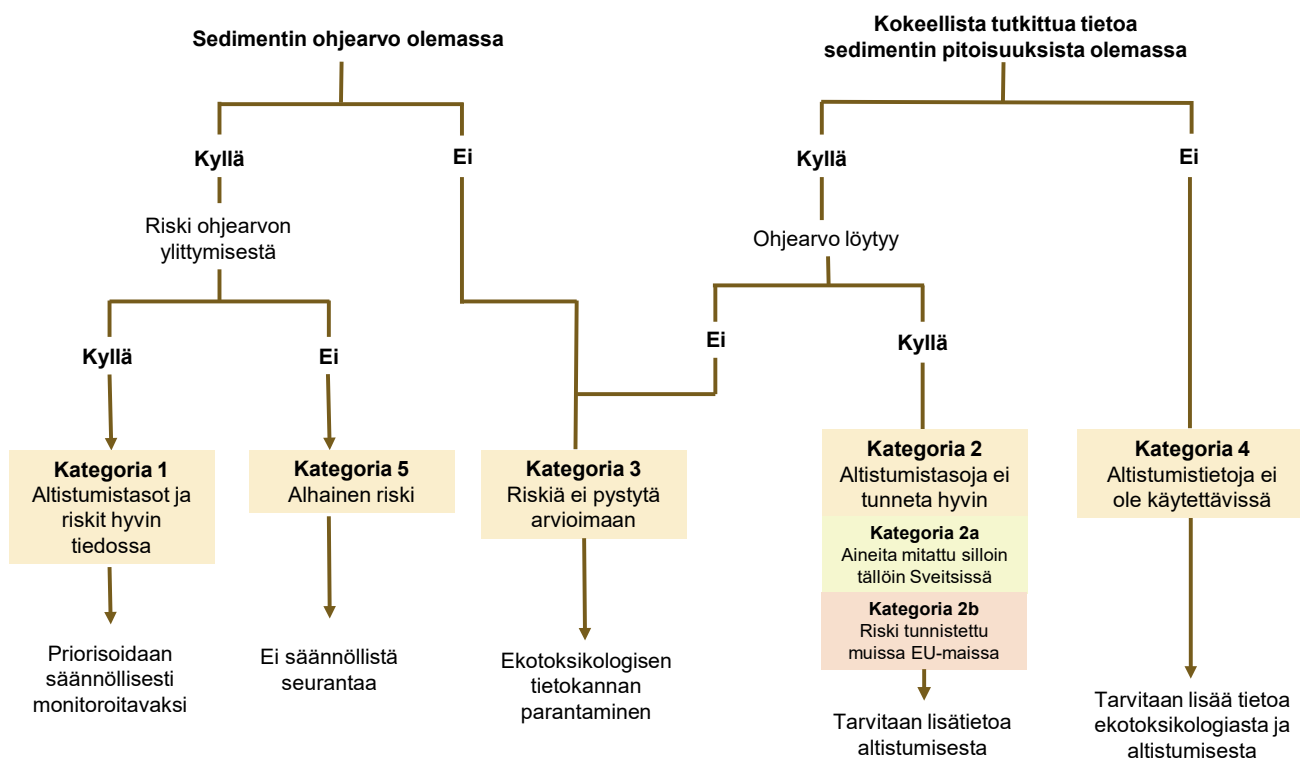 Sedimentin ohjearvo olemassa
Kokeellista tutkittua tietoa
sedimentin pitoisuuksista olemassa
Kyllä
Ei
Kyllä
Ei
Riski ohjearvon
ylittymisestä
Ohjearvo löytyy
Kyllä
Ei
Ei
Kyllä
Kategoria 1
Altistumistasot ja
riskit hyvin
tiedossa
Kategoria 5
Alhainen riski
Kategoria 3
Riskiä ei pystytä
arvioimaan
Kategoria 2
Altistumistasoja ei
tunneta hyvin
Kategoria 2a
Aineita mitattu silloin
tällöin Sveitsissä
Kategoria 2b
Riski tunnistettu
muissa EU-maissa
Kategoria 4
Altistumistietoja ei
ole käytettävissä
Priorisoidaan
säännöllisesti
monitoroitavaksi
Ei säännöllistä
seurantaa
Ekotoksikologisen
tietokannan
parantaminen
Tarvitaan lisätietoa
altistumisesta
Tarvitaan lisää tietoa
ekotoksikologiasta ja
altistumisesta